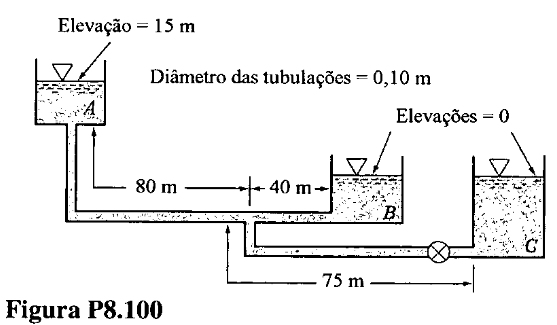 Elevação = 15 m
Diâmetro das tubulações = 0,10 m
A
Elevações = 0
80 m
40 m
B
C
75 m
Figura P8.100